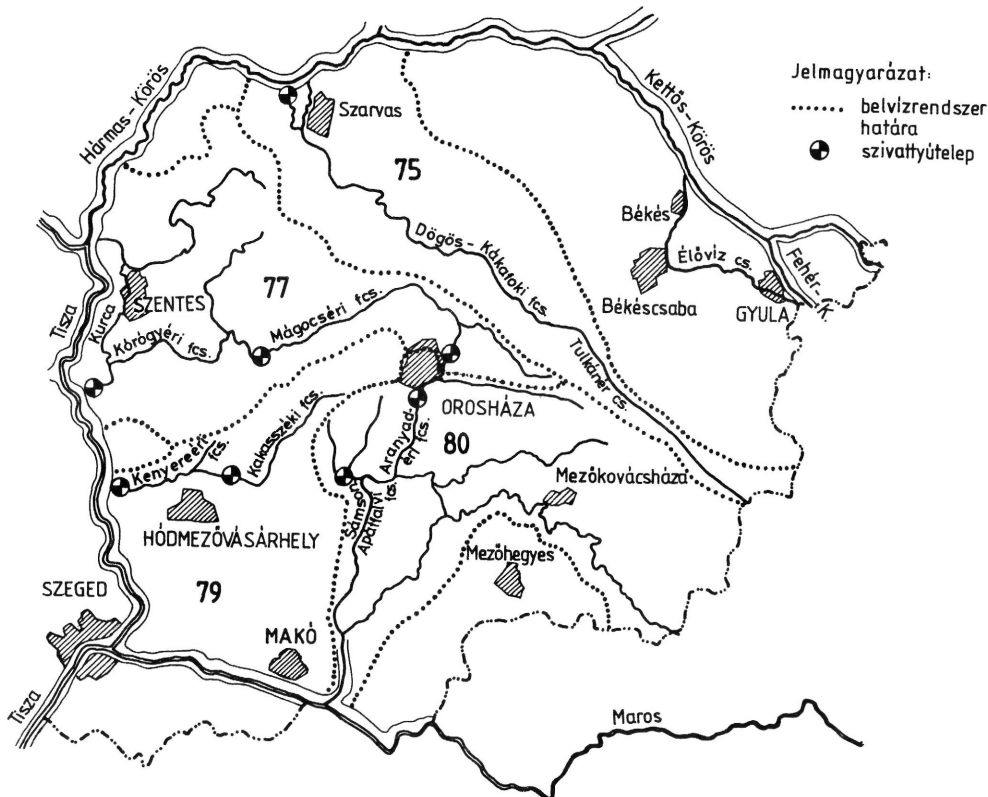 Jelmagyarázat:
belvízrendszer
határa
szivattyútelep
Hármas-Körös
Kettős-Körös
Szarvas
75
Békés
Dögös-Kákafoki fcs.
Élővíz cs.
Fehér-K.
Békéscsaba
GYULA
77
SZENTES
Tisza
Kurca
Mágocséri fcs.
Kórógyéri fcs.
Tulkánér cs.
OROSHÁZA
Kakasszéki fcs.
Aranyad-
éri fcs.
80
Kenyereéri
fcs.
Mezőkovácsháza
Sámson
Apátfalvi
fcs.
HÓDMEZŐVÁSÁRHELY
Mezőhegyes
79
SZEGED
MAKÓ
Tisza
Maros